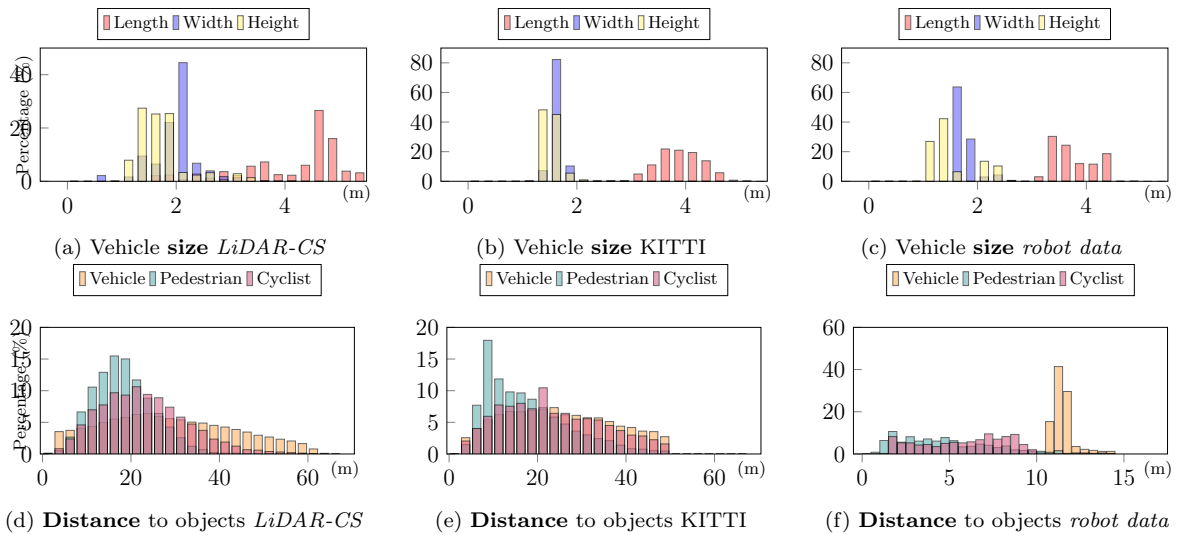 Length Width Height
Length Width Height
Length Width Height
Percentage (%)
40
20
0
0 2 4
(m)
80
60
40
20
0
0 2 4
(m)
80
60
40
20
0
0 2 4
(m)
(a) Vehicle size LiDAR-CS
(b) Vehicle size KITTI
(c) Vehicle size robot data
Vehicle Pedestrian Cyclist
Vehicle Pedestrian Cyclist
Vehicle Pedestrian Cyclist
Percentage (%)
20
15
10
5
0
0 20 40 60
(m)
20
15
10
5
0
0 20 40 60
(m)
60
40
20
0
0 5 10 15
(m)
(d) Distance to objects LiDAR-CS
(e) Distance to objects KITTI
(f) Distance to objects robot data